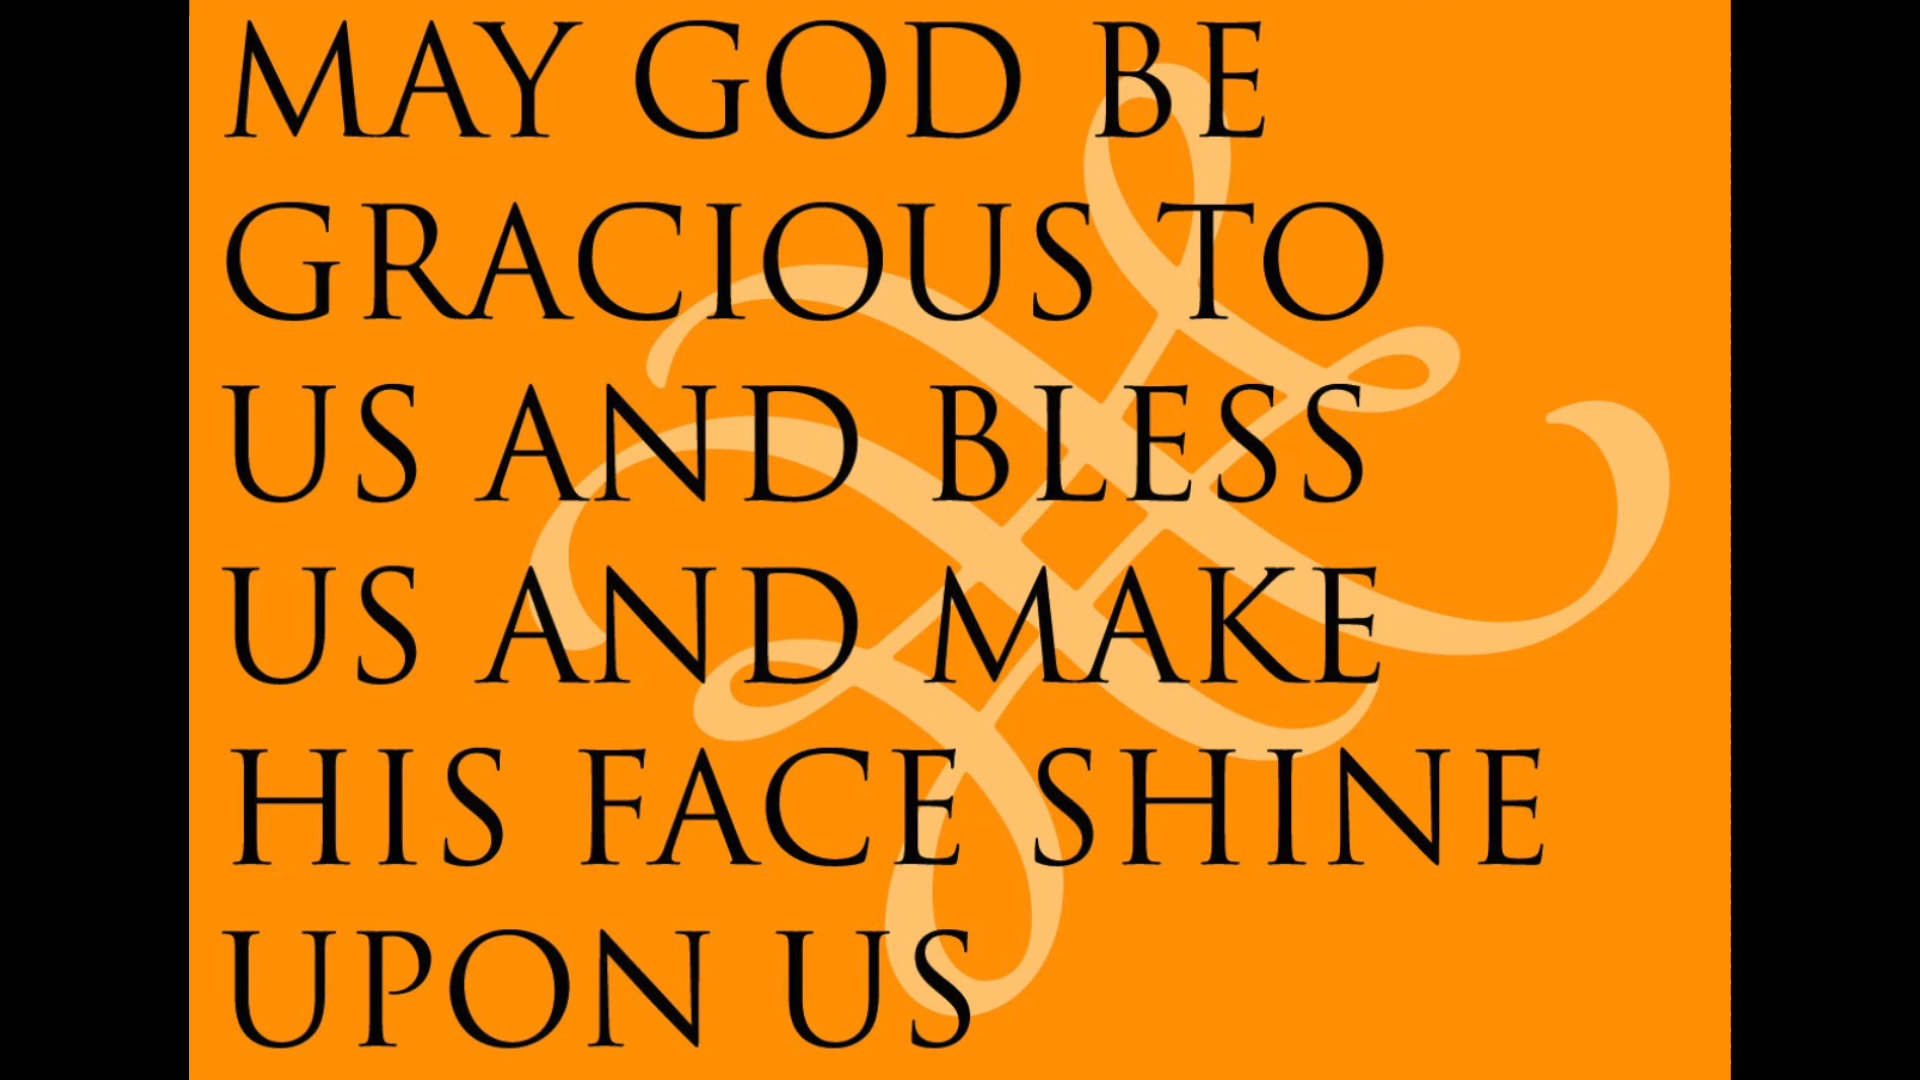 MAY GOD BE
GRACIOUS TO
US AND BLESS
US AND MAKE
HIS FACE SHINE
UPON US